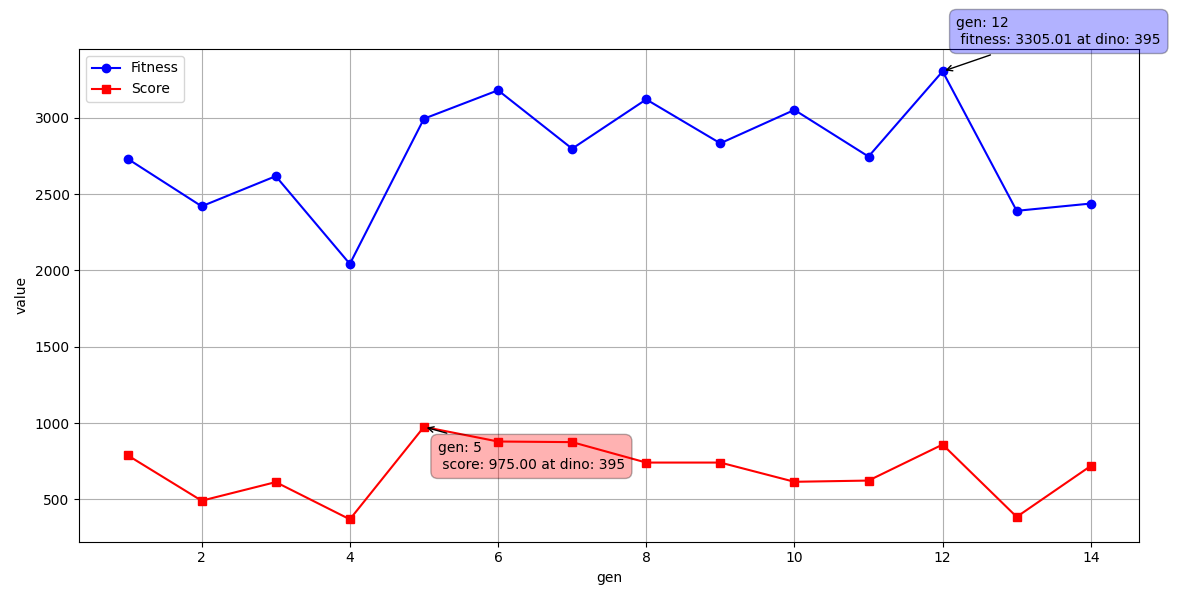 gen: 12
fitness: 3305.01 at dino: 395
Fitness
Score
3000
2500
2000
1500
1000
500
value
gen: 5
score: 975.00 at dino: 395
2 4 6 8 10 12 14
gen